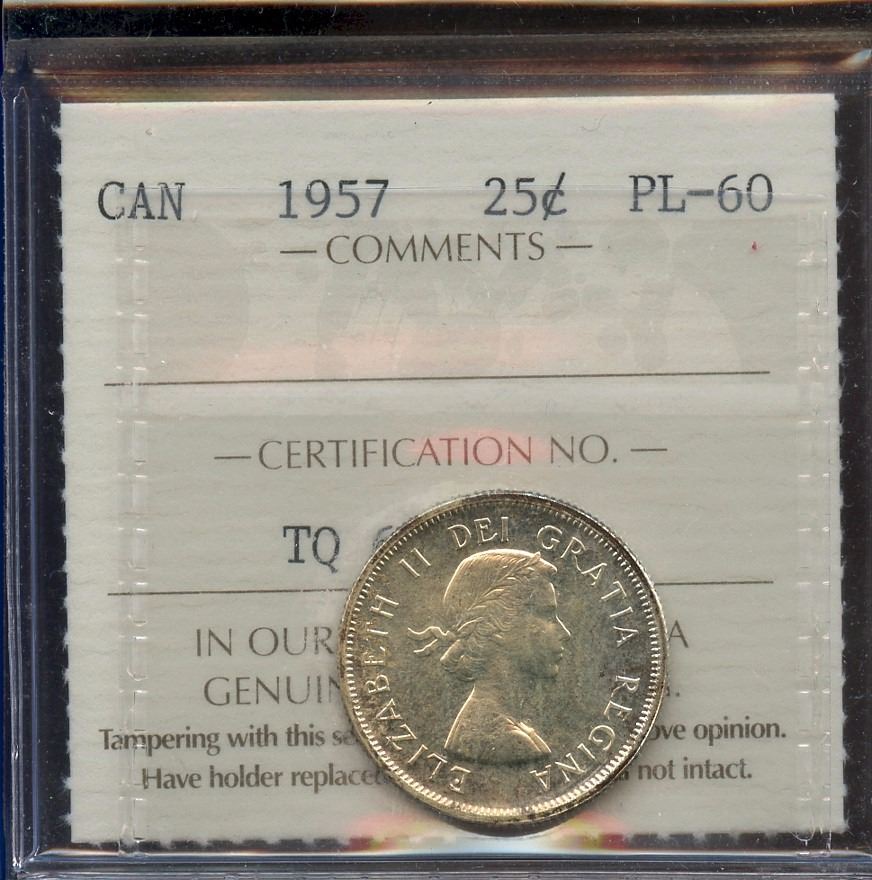 CAN 1957 25¢ PL-60
— COMMENTS —
— CERTIFICATION NO. —
TQ
IN OUR A
GENUIN
Tampering with this se ove opinion.
Have holder replaced not intact.
ELIZABETH II DEI GRATIA REGINA